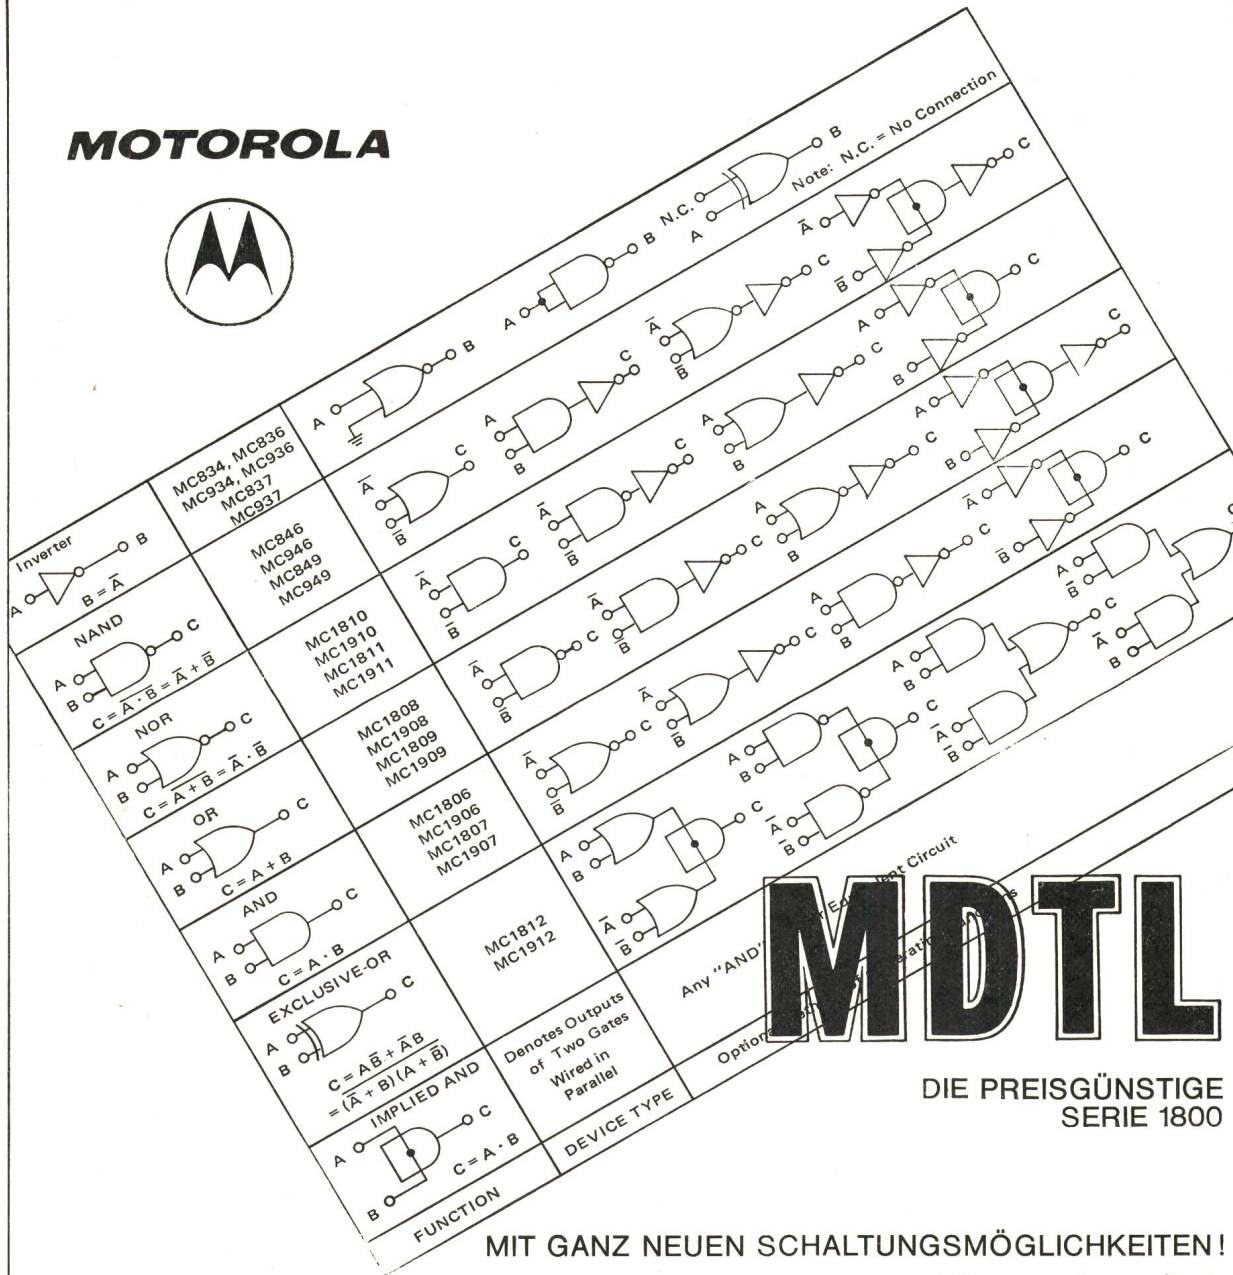 MOTOROLA
Inverter
A B
B = A̅
MC834, MC836
MC934, MC936
MC837
MC937
A B
A B
N.C. A B
Note: N.C. = No Connection
NAND
A B C
C = A̅ ̅·̅ ̅B̅ = A̅ + B̅
MC846
MC946
MC849
MC949
A̅ B̅ C
A B C
A̅ B̅ C
A̅ B̅ C
NOR
A B C
C = A̅ ̅+̅ ̅B̅ = A̅ · B̅
MC1810
MC1910
MC1811
MC1911
A̅ B̅ C
A̅ B̅ C
A B C
A B C
OR
A B C
C = A + B
MC1808
MC1908
MC1809
MC1909
A̅ B̅ C
A̅ B̅ C
A B C
A B C
AND
A B C
C = A · B
MC1806
MC1906
MC1807
MC1907
A̅ B̅ C
A̅ B̅ C
A B C
A̅ B̅ C
EXCLUSIVE-OR
A B C
C = AB̅ + A̅B
= (A̅ + B) (A + B̅)
MC1812
MC1912
A B A̅ B̅ C
A B A̅ B̅ C
A B A̅ B̅ C
A B̅ A̅ B C
IMPLIED AND
A B C
C = A · B
Denotes Outputs
of Two Gates
Wired in
Parallel
Any "AND" Equivalent Circuit
FUNCTION
DEVICE TYPE
MDTL
DIE PREISGÜNSTIGE
SERIE 1800
MIT GANZ NEUEN SCHALTUNGSMÖGLICHKEITEN!